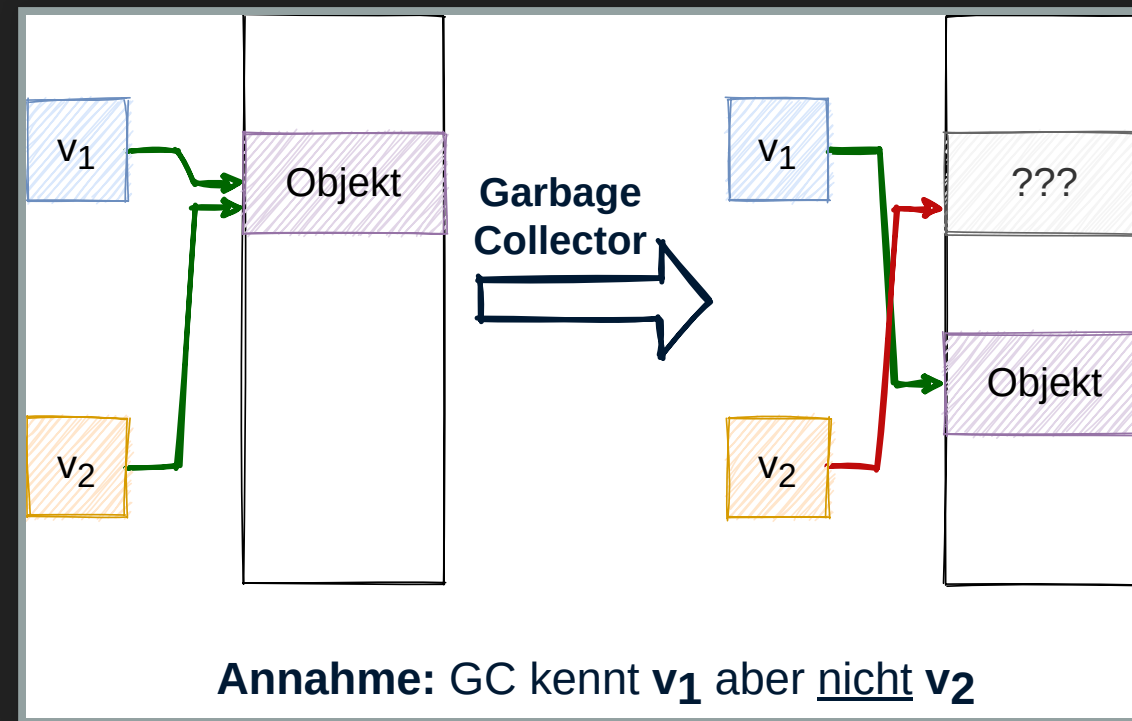 v1
Objekt
v2
Garbage
Collector
v1
???
Objekt
v2
Annahme: GC kennt v1 aber nicht v2